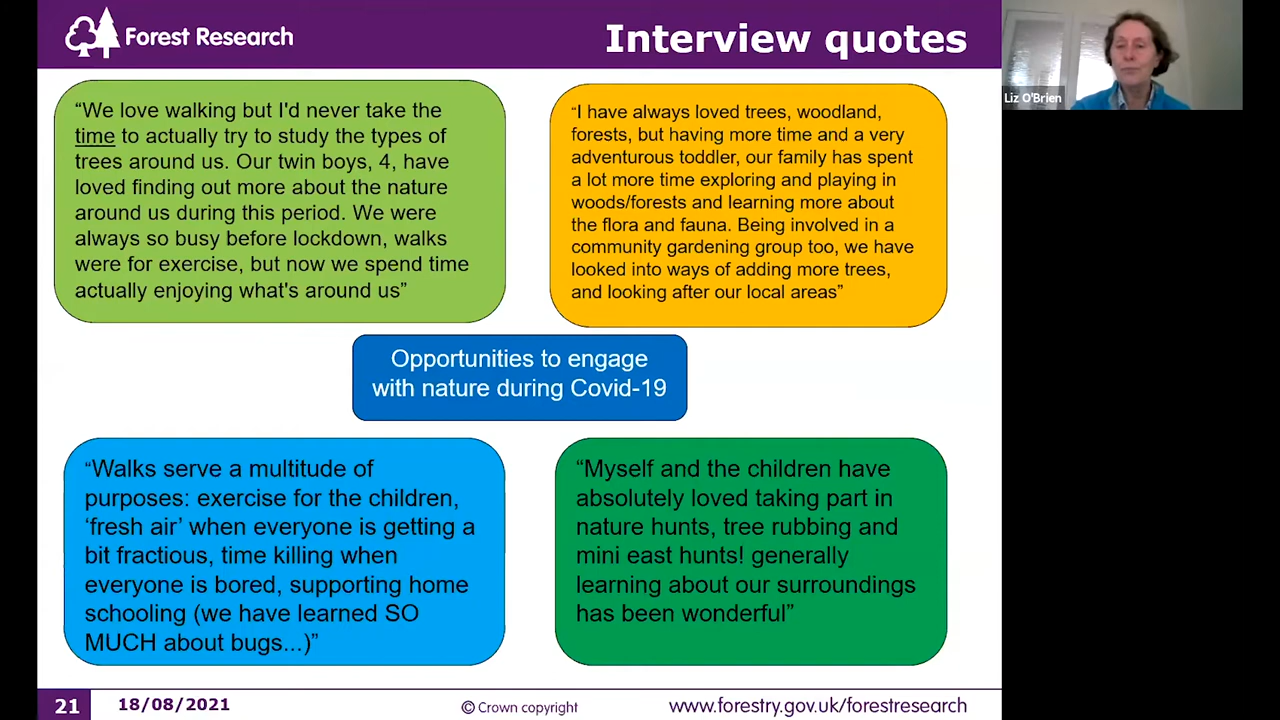 Forest Research
Interview quotes
Liz O'Brien
“We love walking but I'd never take the
time to actually try to study the types of
trees around us. Our twin boys, 4, have
loved finding out more about the nature
around us during this period. We were
always so busy before lockdown, walks
were for exercise, but now we spend time
actually enjoying what's around us”
“I have always loved trees, woodland,
forests, but having more time and a very
adventurous toddler, our family has spent
a lot more time exploring and playing in
woods/forests and learning more about
the flora and fauna. Being involved in a
community gardening group too, we have
looked into ways of adding more trees,
and looking after our local areas”
Opportunities to engage
with nature during Covid-19
“Walks serve a multitude of
purposes: exercise for the children,
‘fresh air’ when everyone is getting a
bit fractious, time killing when
everyone is bored, supporting home
schooling (we have learned SO
MUCH about bugs...)”
“Myself and the children have
absolutely loved taking part in
nature hunts, tree rubbing and
mini east hunts! generally
learning about our surroundings
has been wonderful”
21
18/08/2021
© Crown copyright
www.forestry.gov.uk/forestresearch